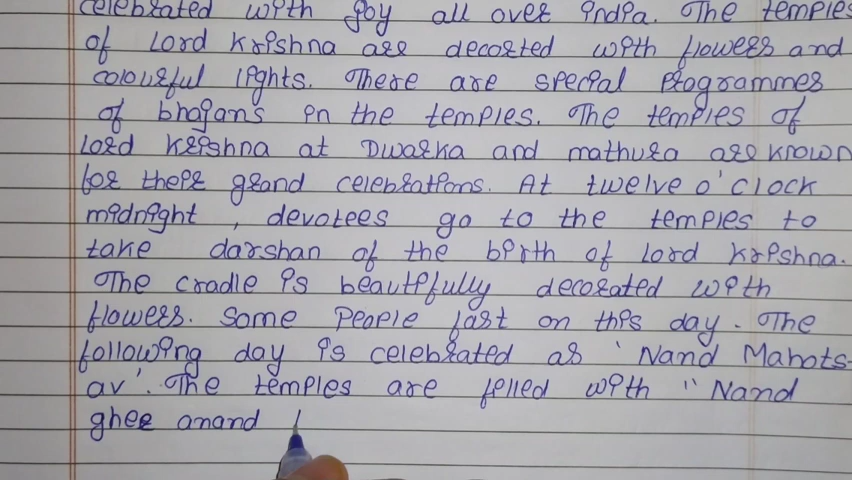 celebrated with joy all over India. The temples
of Lord Krishna are decorted with flowers and
colourful lights. There are special programmes
of bhajans in the temples. The temples of
Lord Krishna at Dwarka and mathura are known
for their grand celebrations. At twelve o'clock
midnight, devotees go to the temples to
take darshan of the birth of Lord Krishna.
The cradle is beautifully decorated with
flowers. Some people fast on this day. The
following day is celebrated as 'Nand Mahots-
av'. The temples are felled with "Nand
ghee anand